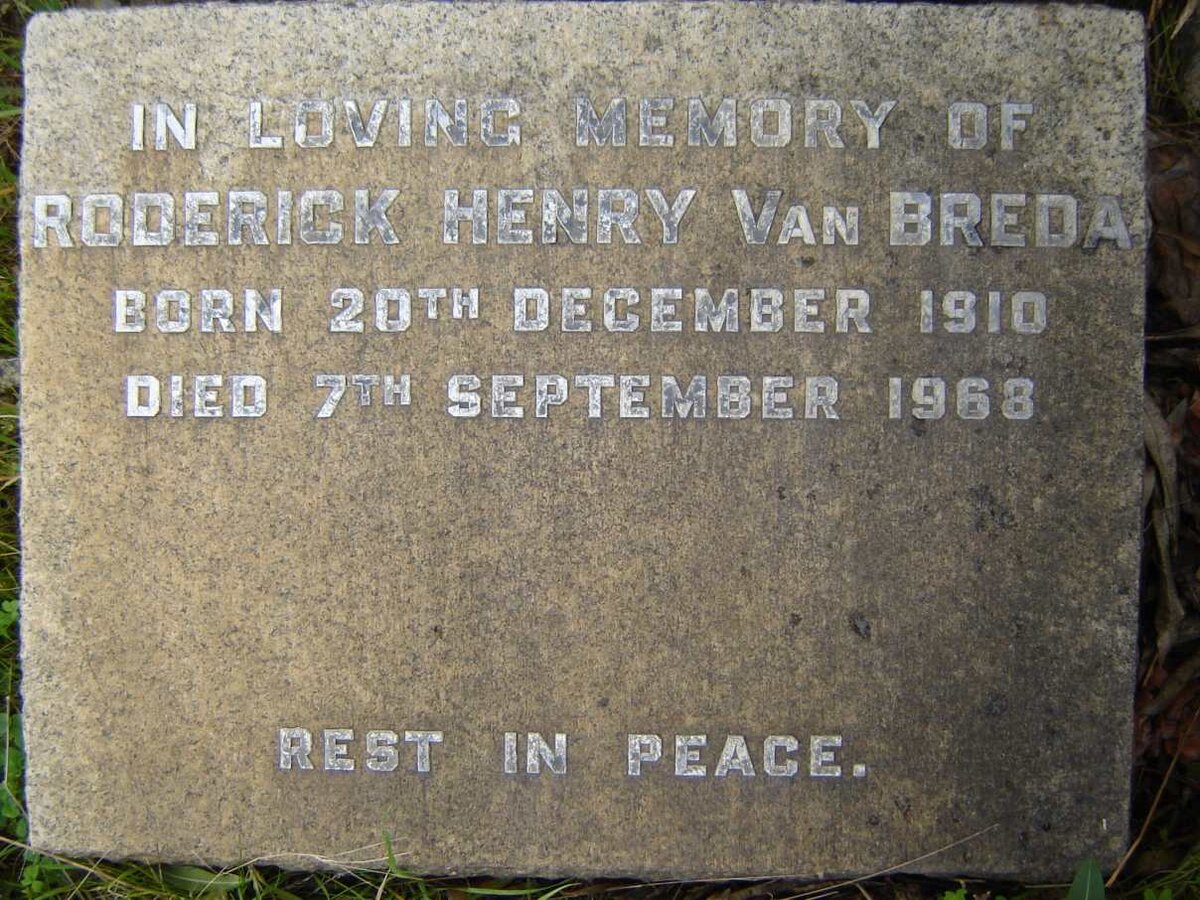 IN LOVING MEMORY OF
RODERICK HENRY VAN BREDA
BORN 20TH DECEMBER 1910
DIED 7TH SEPTEMBER 1968
REST IN PEACE.